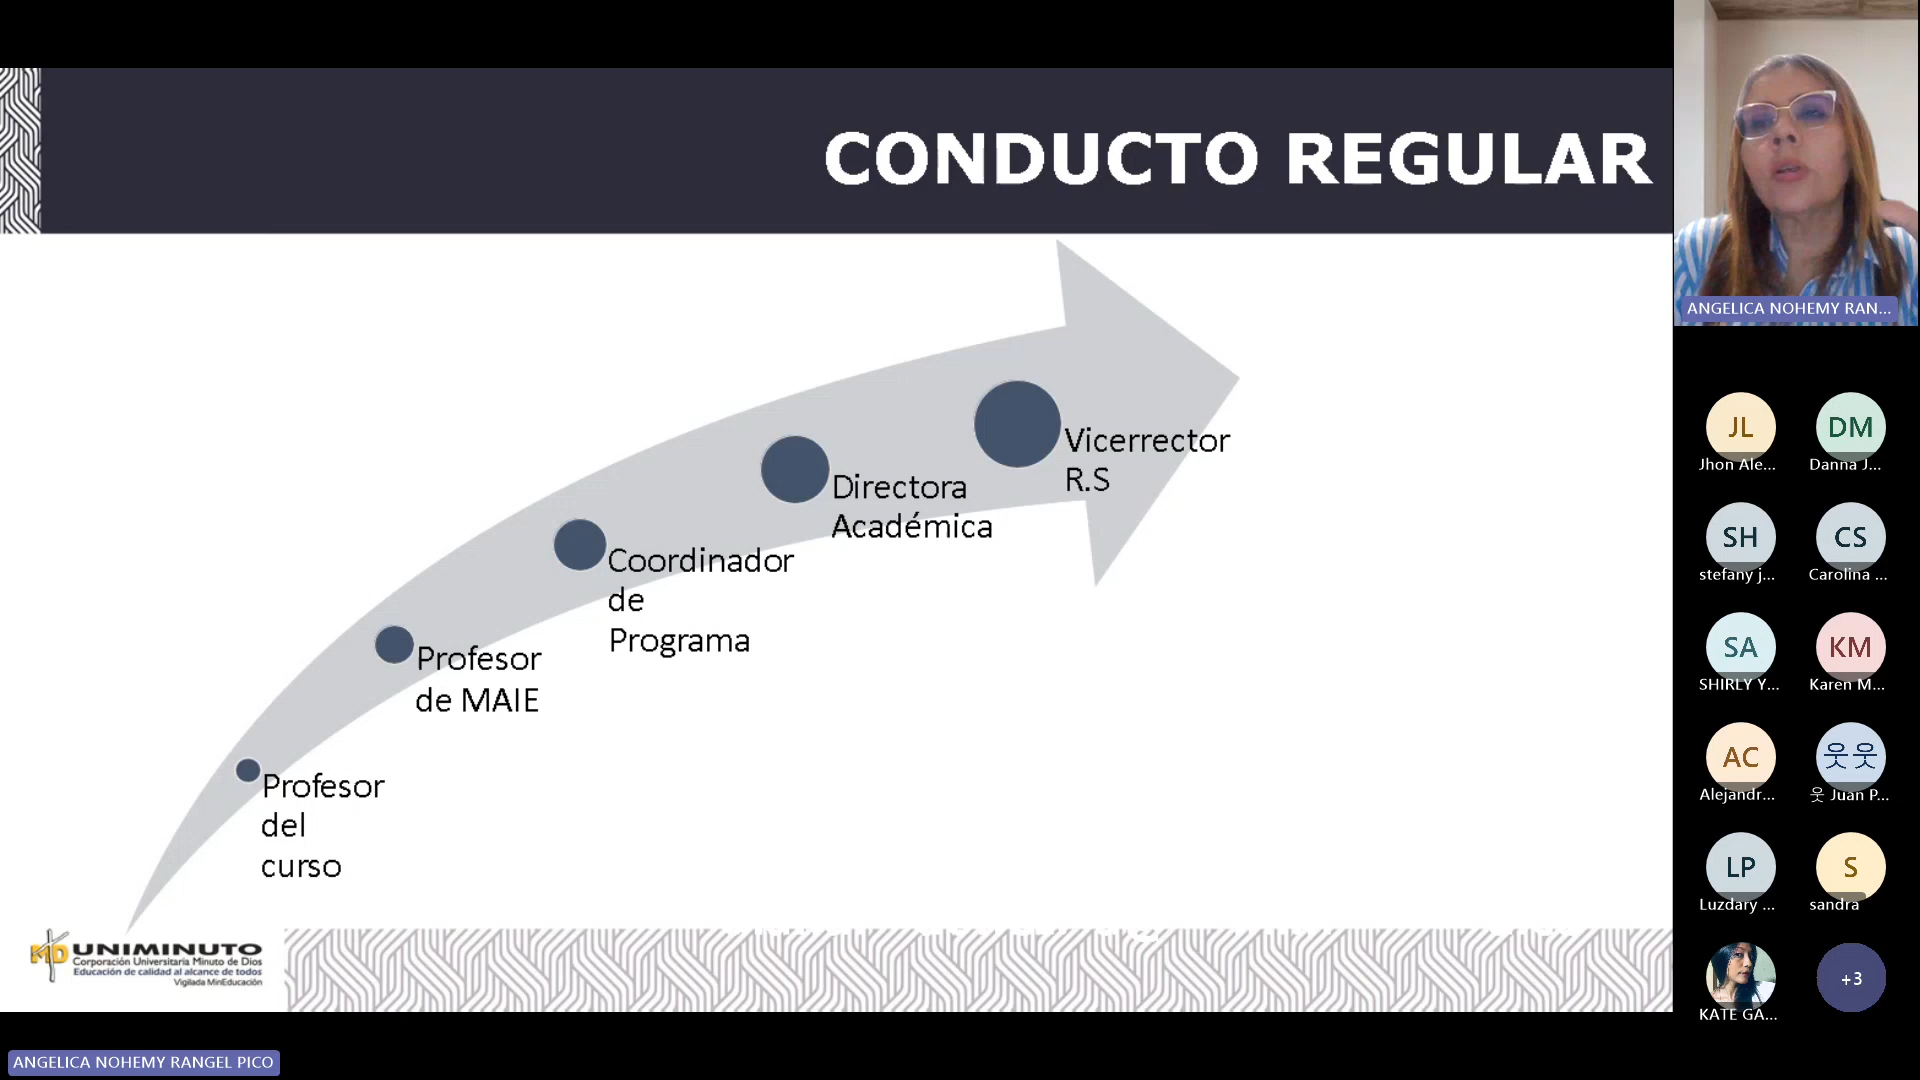 CONDUCTO REGULAR
Vicerrector
R.S
Directora
Académica
Coordinador
de
Programa
Profesor
de MAIE
Profesor
del
curso
UNIMINUTO
Corporación Universitaria Minuto de Dios
Educación de calidad al alcance de todos
Vigilada MinEducación
ANGELICA NOHEMY RANGEL PICO
ANGELICA NOHEMY RAN...
JL
DM
Jhon Ale...
Danna J...
SH
CS
stefany j...
Carolina ...
SA
KM
SHIRLY Y...
Karen M...
AC
웃웃
Alejandr...
웃 Juan P...
LP
S
Luzdary ...
sandra
+3
KATE GA...